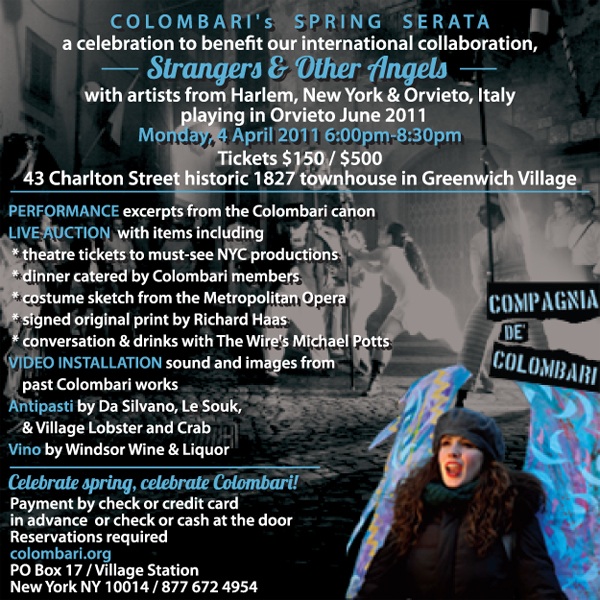 COLOMBARI's SPRING SERATA
a celebration to benefit our international collaboration,
Strangers & Other Angels
with artists from Harlem, New York & Orvieto, Italy
playing in Orvieto June 2011
Monday, 4 April 2011 6:00pm-8:30pm
Tickets $150 / $500
43 Charlton Street historic 1827 townhouse in Greenwich Village
PERFORMANCE excerpts from the Colombari canon
LIVE AUCTION with items including
* theatre tickets to must-see NYC productions
* dinner catered by Colombari members
* costume sketch from the Metropolitan Opera
* signed original print by Richard Haas
* conversation & drinks with The Wire's Michael Potts
VIDEO INSTALLATION sound and images from
past Colombari works
Antipasti by Da Silvano, Le Souk,
& Village Lobster and Crab
Vino by Windsor Wine & Liquor
COMPAGNIA
DE'
COLOMBARI
Celebrate spring, celebrate Colombari!
Payment by check or credit card
in advance or check or cash at the door
Reservations required
colombari.org
PO Box 17 / Village Station
New York NY 10014 / 877 672 4954